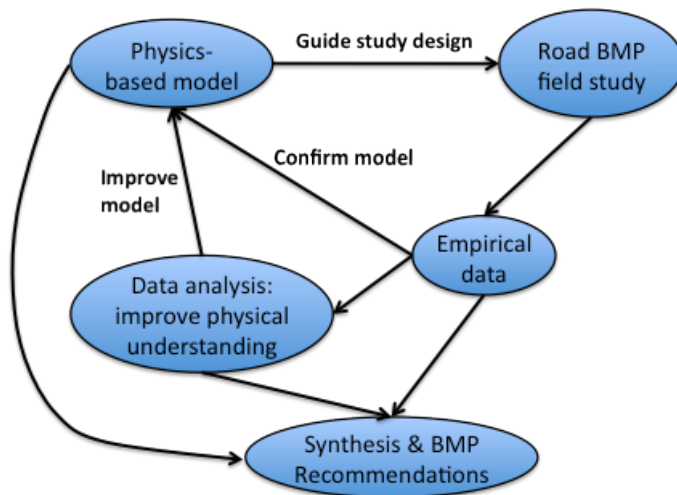 Physics-
based model
Guide study design
Road BMP
field study
Confirm model
Improve
model
Empirical
data
Data analysis:
improve physical
understanding
Synthesis & BMP
Recommendations